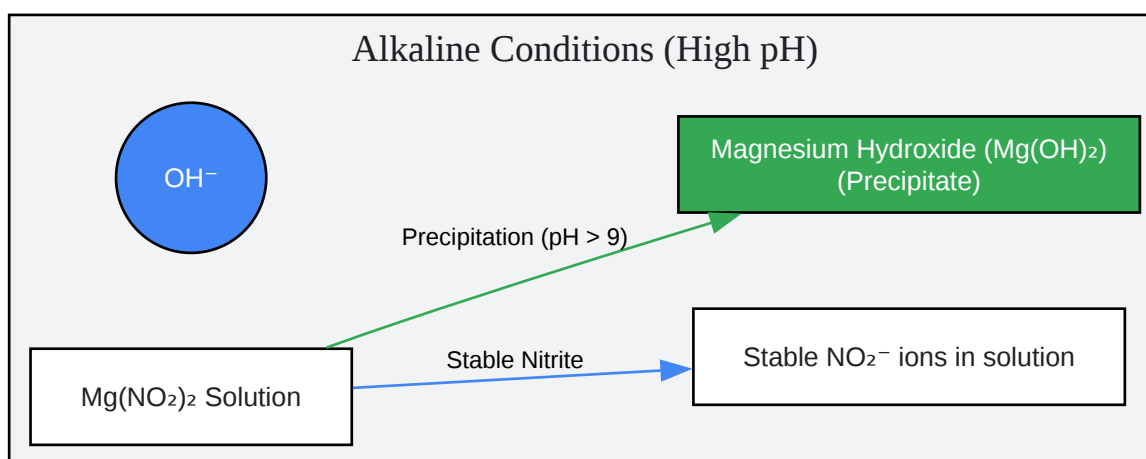 Alkaline Conditions (High pH)
OH⁻
Magnesium Hydroxide (Mg(OH)₂)
(Precipitate)
Precipitation (pH > 9)
Stable Nitrite
Stable NO₂⁻ ions in solution
Mg(NO₂)₂ Solution